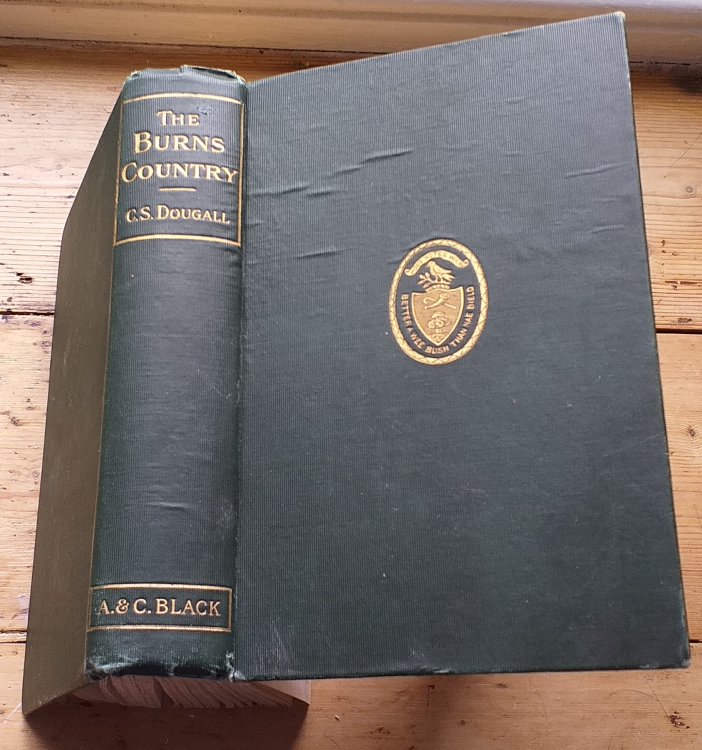 THE
BURNS
COUNTRY
C.S. DOUGALL
A. & C. BLACK
BETTER A WEE BUSH THAN NAE BIELD